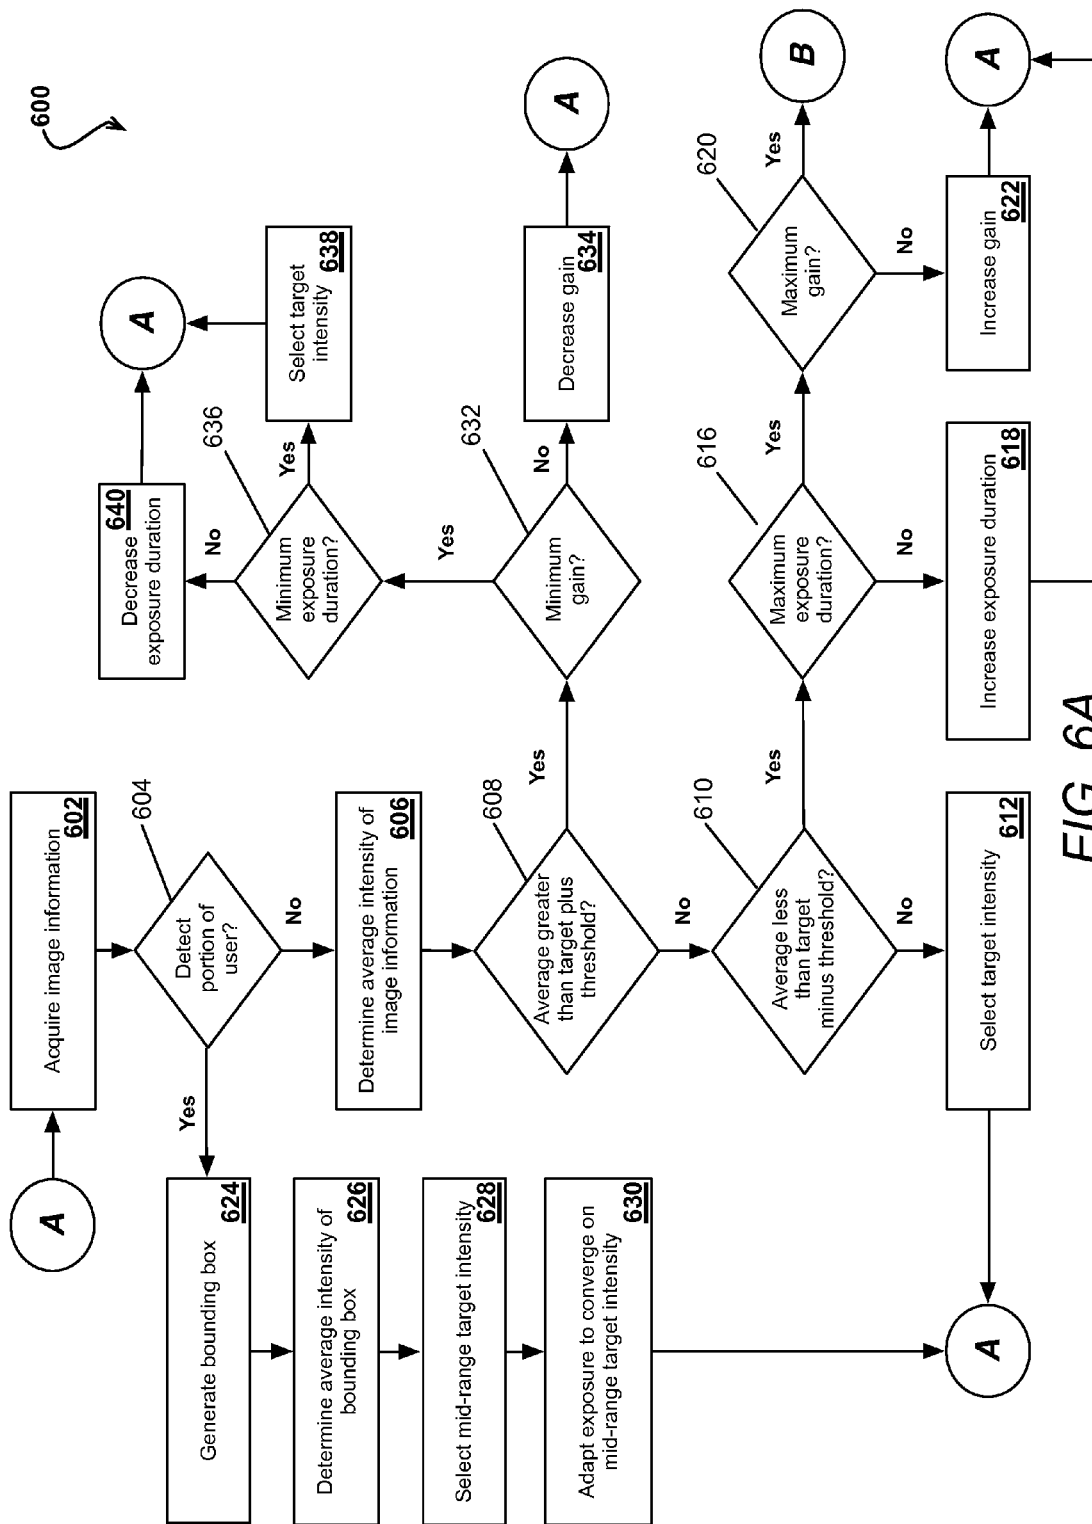 600
A
Acquire image information
602
604
Detect
portion of
user?
Yes
No
Generate bounding box
624
Determine average intensity of
bounding box
626
Select mid-range target intensity
628
Adapt exposure to converge on
mid-range target intensity
630
A
Determine average intensity of
image information
606
608
Average greater
than target plus
threshold?
Yes
No
610
Average less
than target
minus threshold?
Yes
No
Select target intensity
612
632
Minimum
gain?
Yes
No
Decrease gain
634
A
636
Minimum
exposure
duration?
Yes
No
Select target
intensity
638
Decrease
exposure duration
640
A
616
Maximum
exposure
duration?
Yes
No
Increase exposure duration
618
620
Maximum
gain?
Yes
No
B
Increase gain
622
A
FIG. 6A